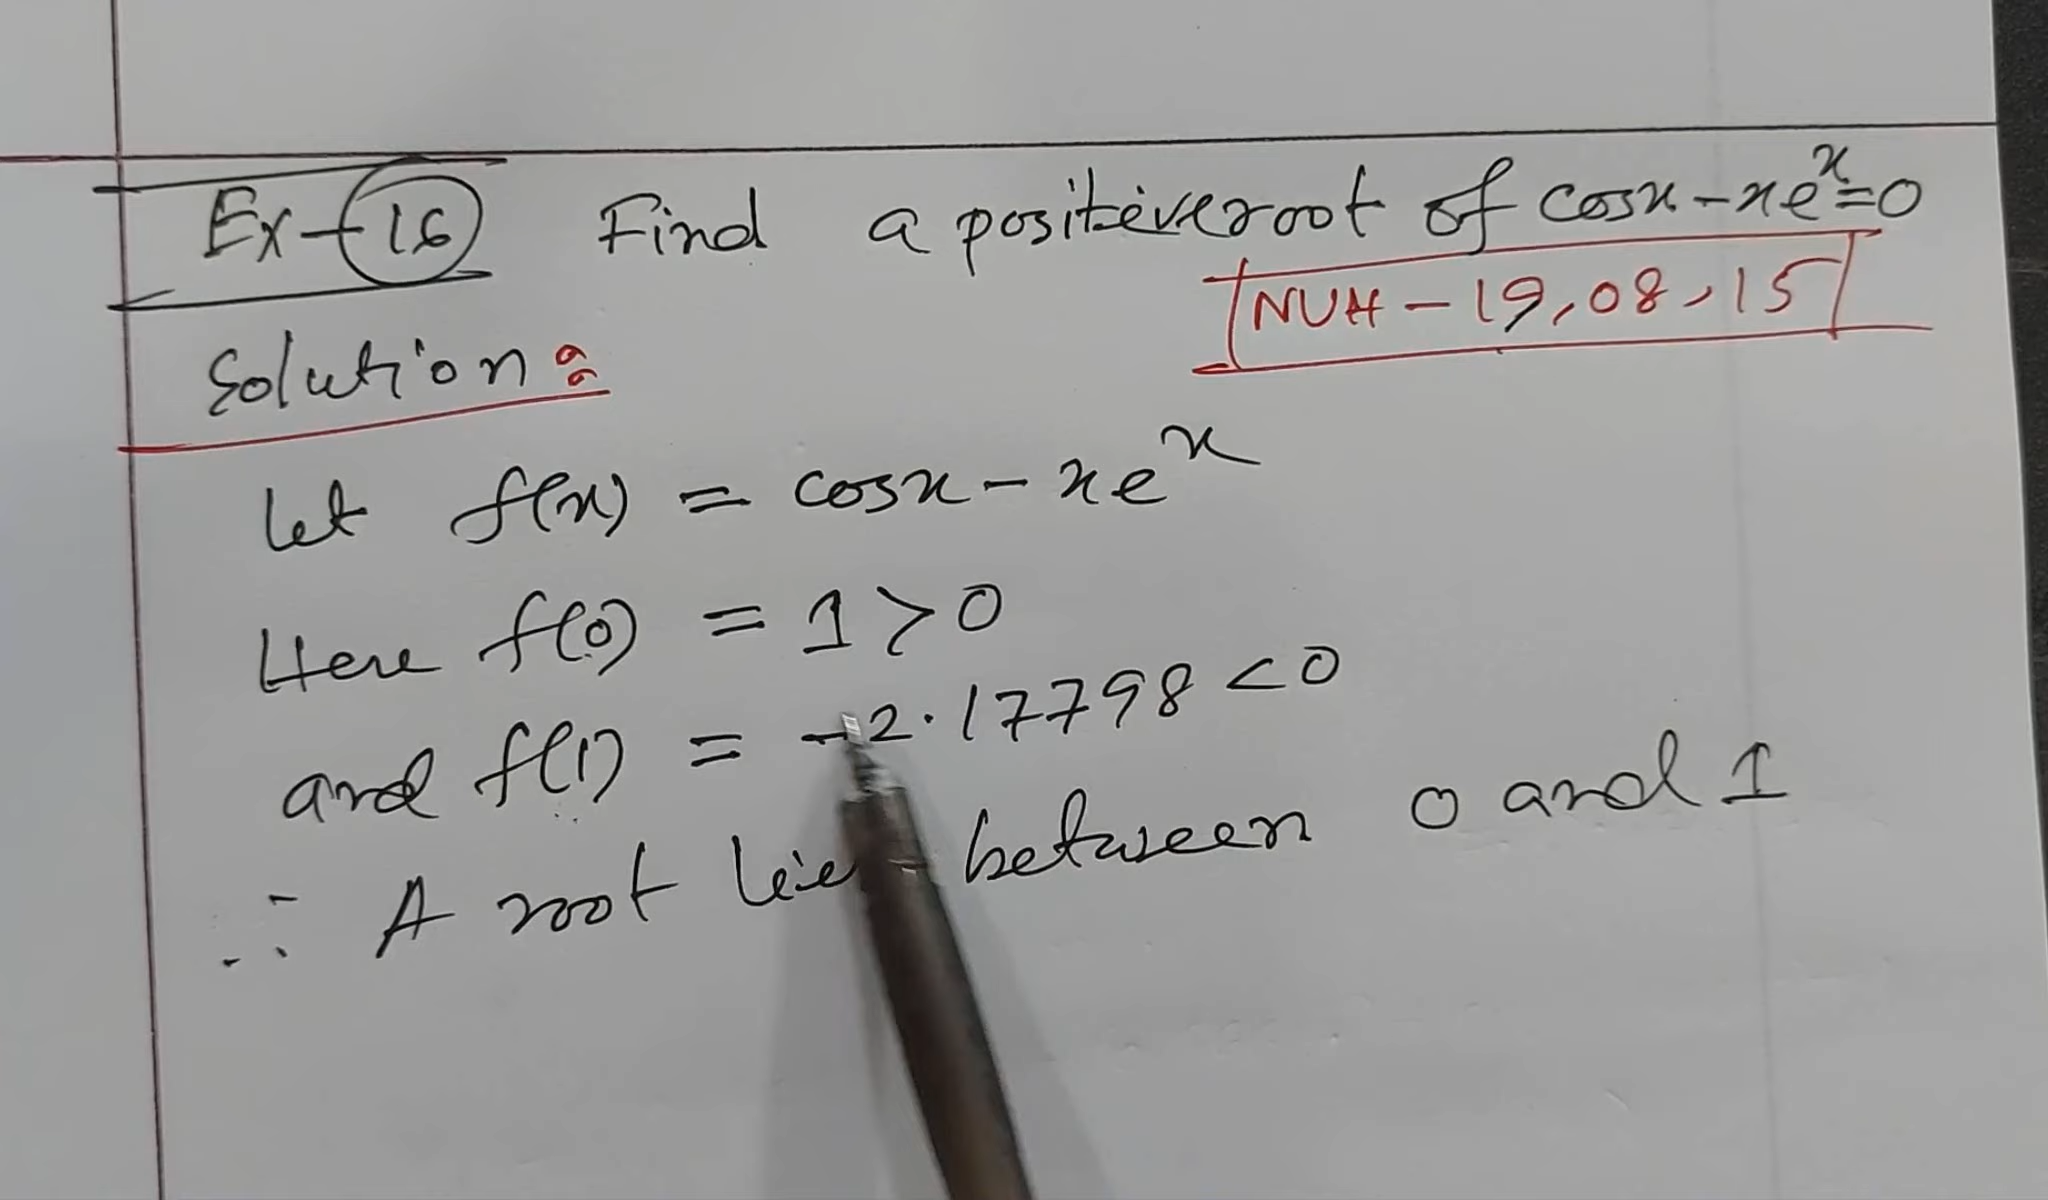 Ex-16 Find a positive root of cosx-xe^x=0
NUH-19,08,15
Solution:
Let f(x) = cosx-xe^x
Here f(0) = 1>0
and f(1) = -2.17798<0
∴ A root lies between 0 and 1